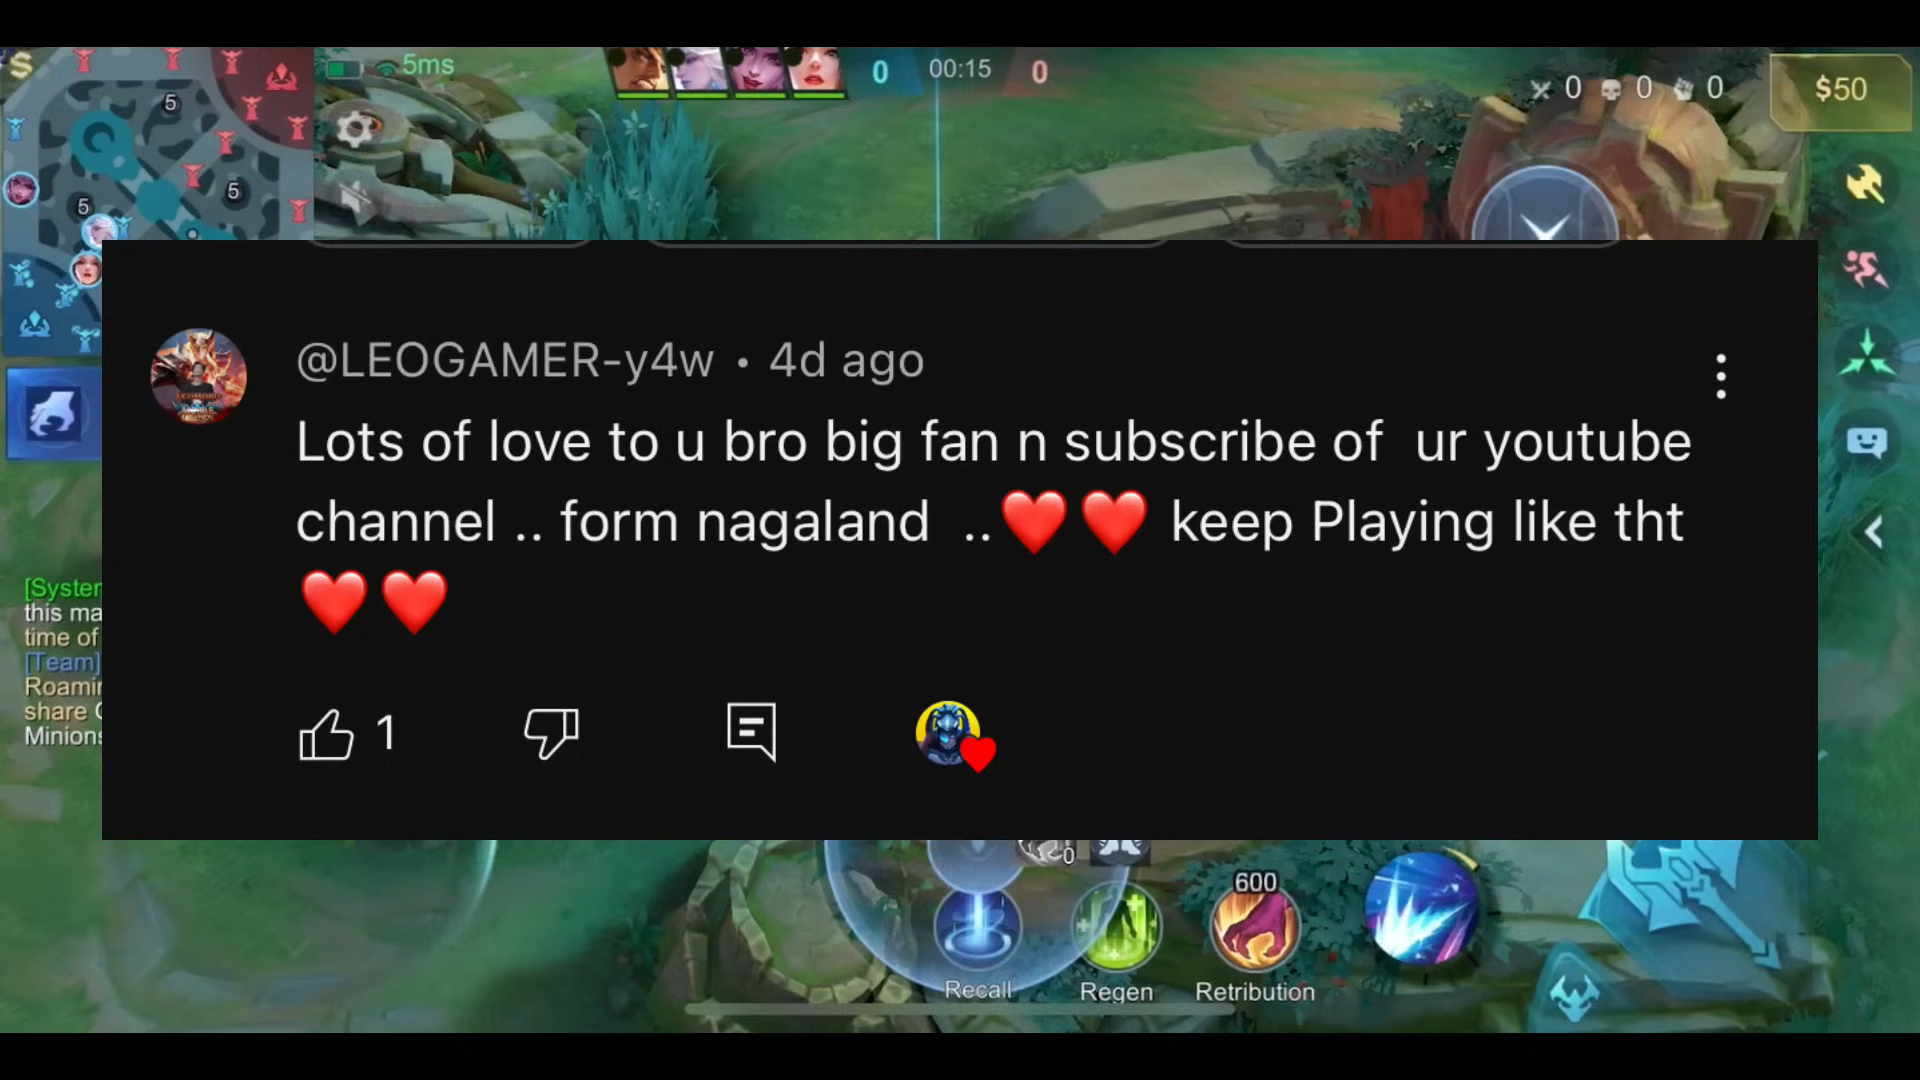 5ms
0
00:15
0
0
0
0
$50
5
5
5
@LEOGAMER-y4w • 4d ago
Lots of love to u bro big fan n subscribe of ur youtube
channel .. form nagaland ..❤️❤️ keep Playing like tht
❤️❤️
1
[System
this ma
time of
[Team]
Roamin
share
Minions
0
600
Recall
Regen
Retribution